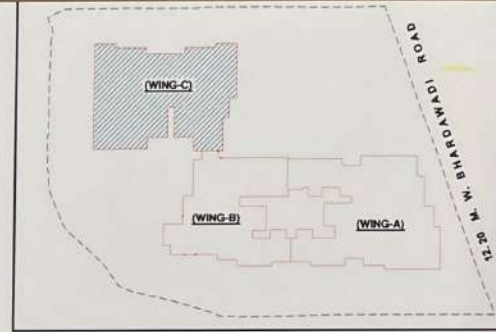 (WING-C)
(WING-B)
(WING-A)
12.20 M. W. BHARDAWADI ROAD